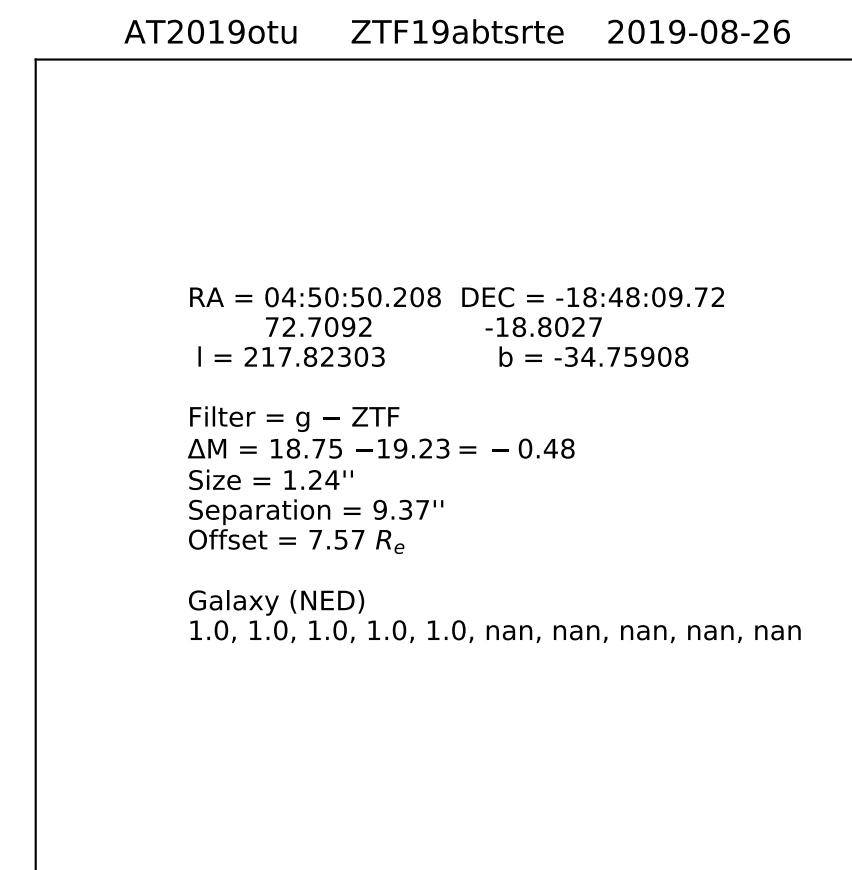 AT2019otu ZTF19abtsrte 2019-08-26
RA = 04:50:50.208 DEC = -18:48:09.72
72.7092 -18.8027
l = 217.82303 b = -34.75908
Filter = g − ZTF
ΔM = 18.75 −19.23 = − 0.48
Size = 1.24''
Separation = 9.37''
Offset = 7.57 Re
Galaxy (NED)
1.0, 1.0, 1.0, 1.0, 1.0, nan, nan, nan, nan, nan